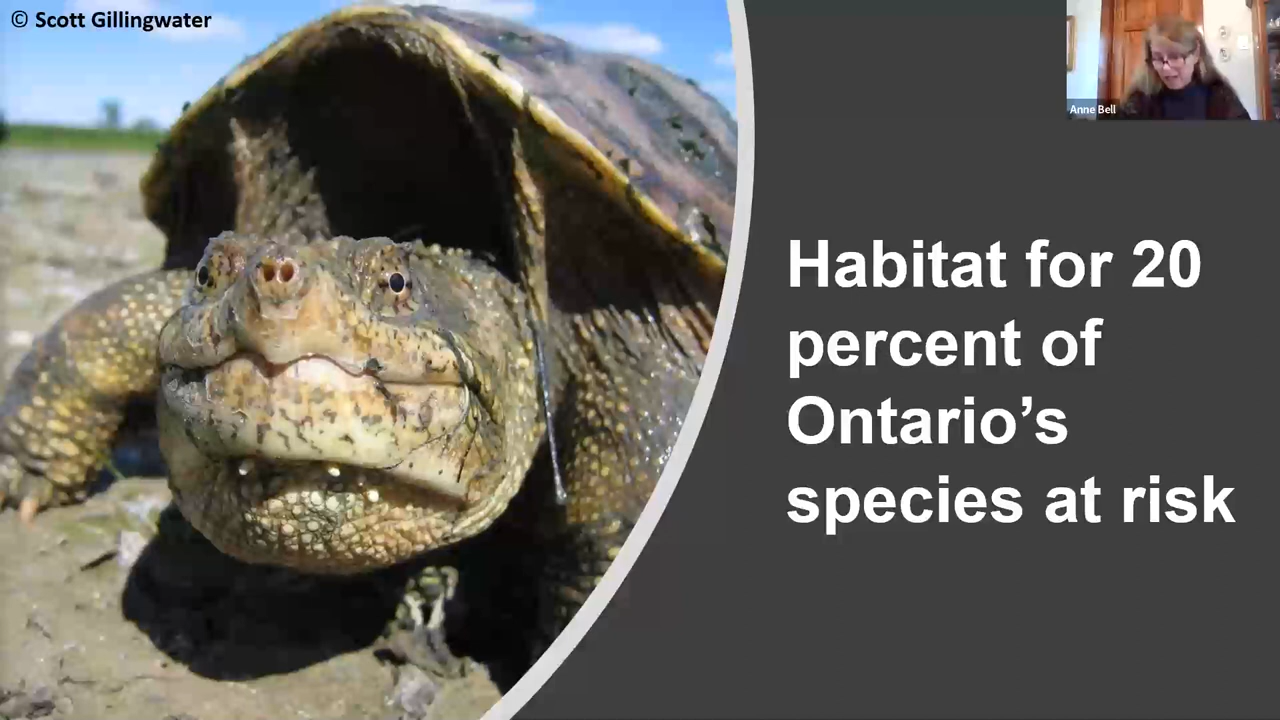 © Scott Gillingwater
Anne Bell
Habitat for 20
percent of
Ontario’s
species at risk